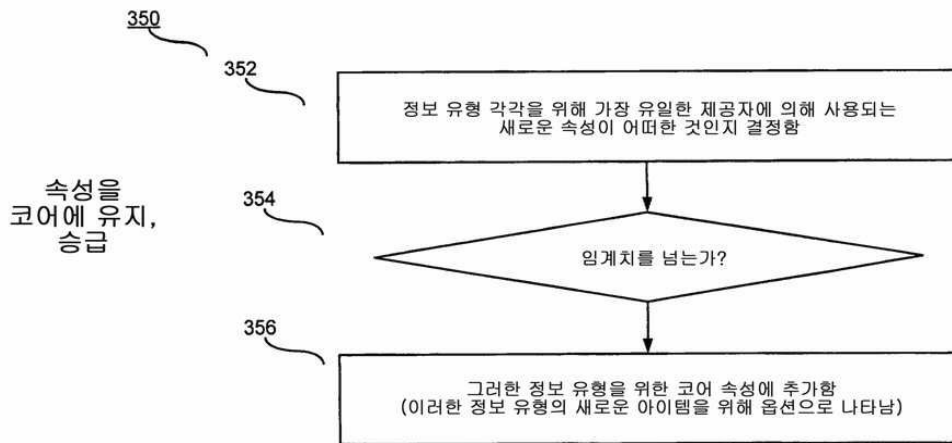 350
352
정보 유형 각각을 위해 가장 유일한 제공자에 의해 사용되는
새로운 속성이 어떠한 것인지 결정함
속성을
코어에 유지,
승급
354
임계치를 넘는가?
356
그러한 정보 유형을 위한 코어 속성에 추가함
(이러한 정보 유형의 새로운 아이템을 위해 옵션으로 나타남)